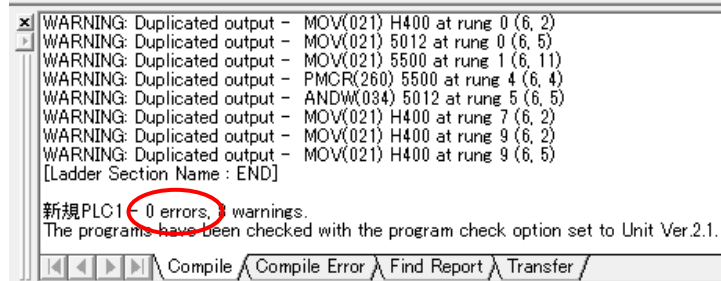 WARNING: Duplicated output -  MOV(021) H400 at rung 0 (6, 2)
WARNING: Duplicated output -  MOV(021) 5012 at rung 0 (6, 5)
WARNING: Duplicated output -  MOV(021) 5500 at rung 1 (6, 11)
WARNING: Duplicated output -  PMCR(260) 5500 at rung 4 (6, 4)
WARNING: Duplicated output -  ANDW(034) 5012 at rung 5 (6, 5)
WARNING: Duplicated output -  MOV(021) H400 at rung 7 (6, 2)
WARNING: Duplicated output -  MOV(021) H400 at rung 9 (6, 2)
WARNING: Duplicated output -  MOV(021) H400 at rung 9 (6, 5)
[Ladder Section Name : END]
新規PLC1 - 0 errors, warnings.
The programs have been checked with the program check option set to Unit Ver.2.1.
Compile Compile Error Find Report Transfer